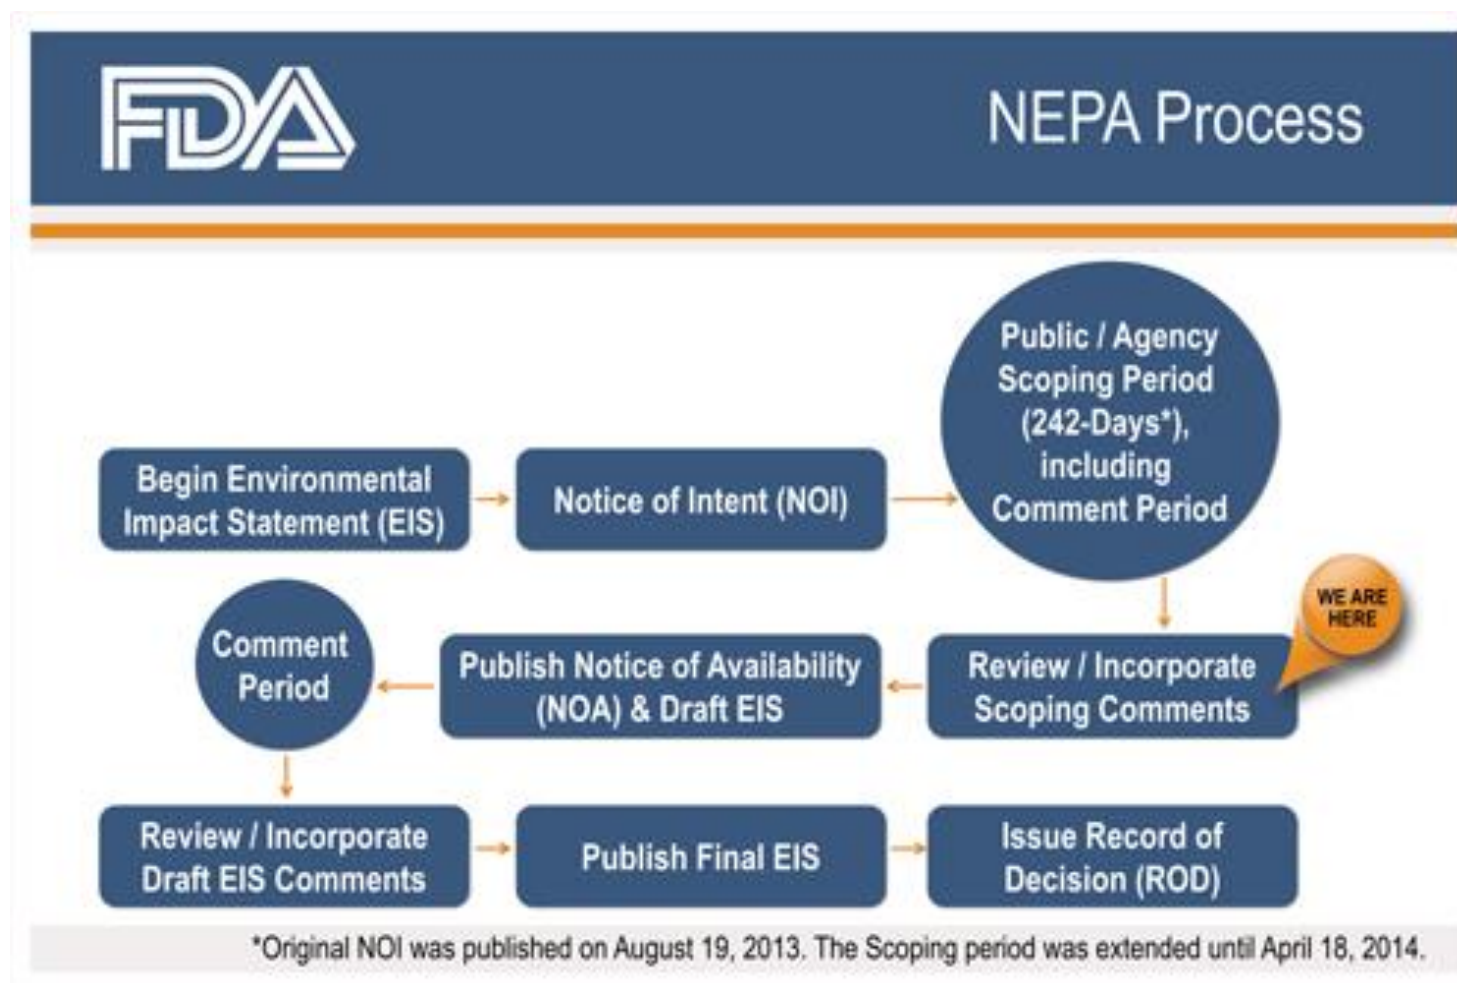 FDA
NEPA Process
Public / Agency
Scoping Period
(242-Days*),
including
Comment Period
Begin Environmental
Impact Statement (EIS)
Notice of Intent (NOI)
WE ARE
HERE
Comment
Period
Publish Notice of Availability
(NOA) & Draft EIS
Review / Incorporate
Scoping Comments
Review / Incorporate
Draft EIS Comments
Publish Final EIS
Issue Record of
Decision (ROD)
*Original NOI was published on August 19, 2013. The Scoping period was extended until April 18, 2014.